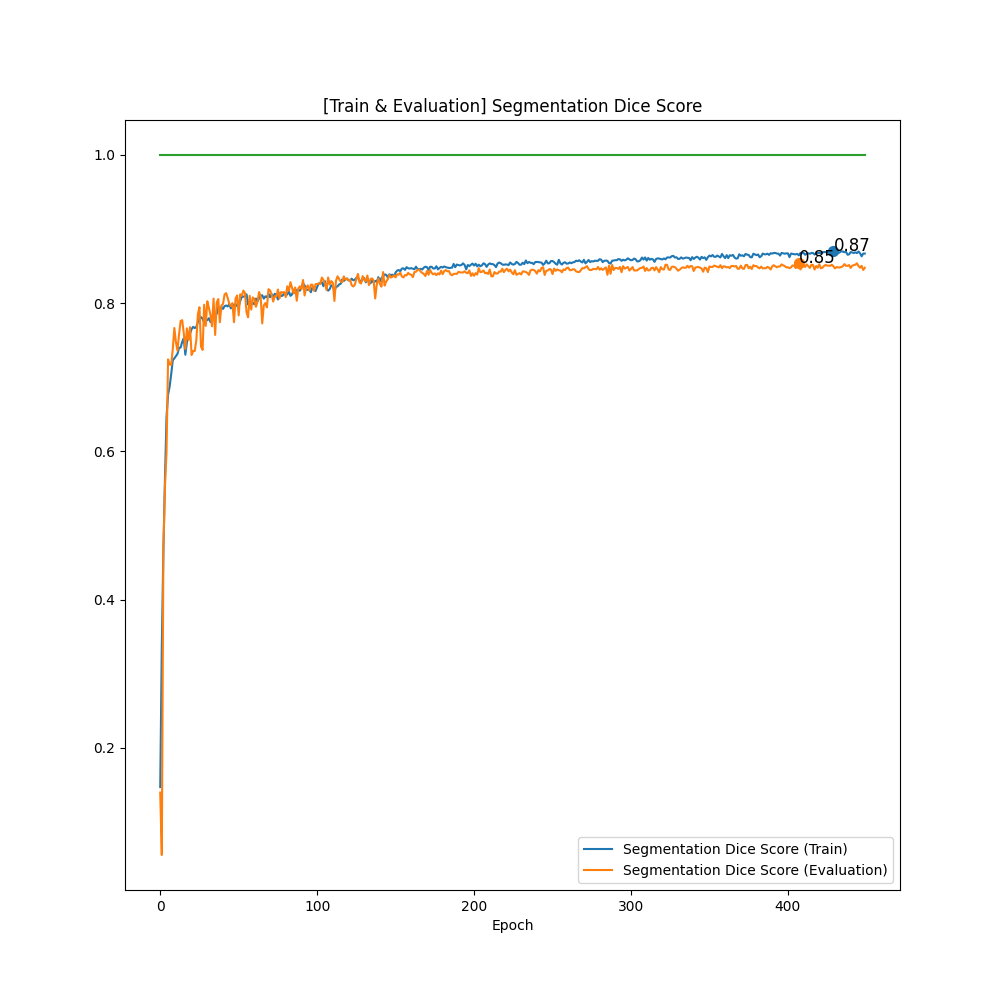 [Train & Evaluation] Segmentation Dice Score
1.0
0.87
0.85
0.8
0.6
0.4
0.2
Segmentation Dice Score (Train)
Segmentation Dice Score (Evaluation)
0 100 200 300 400
Epoch